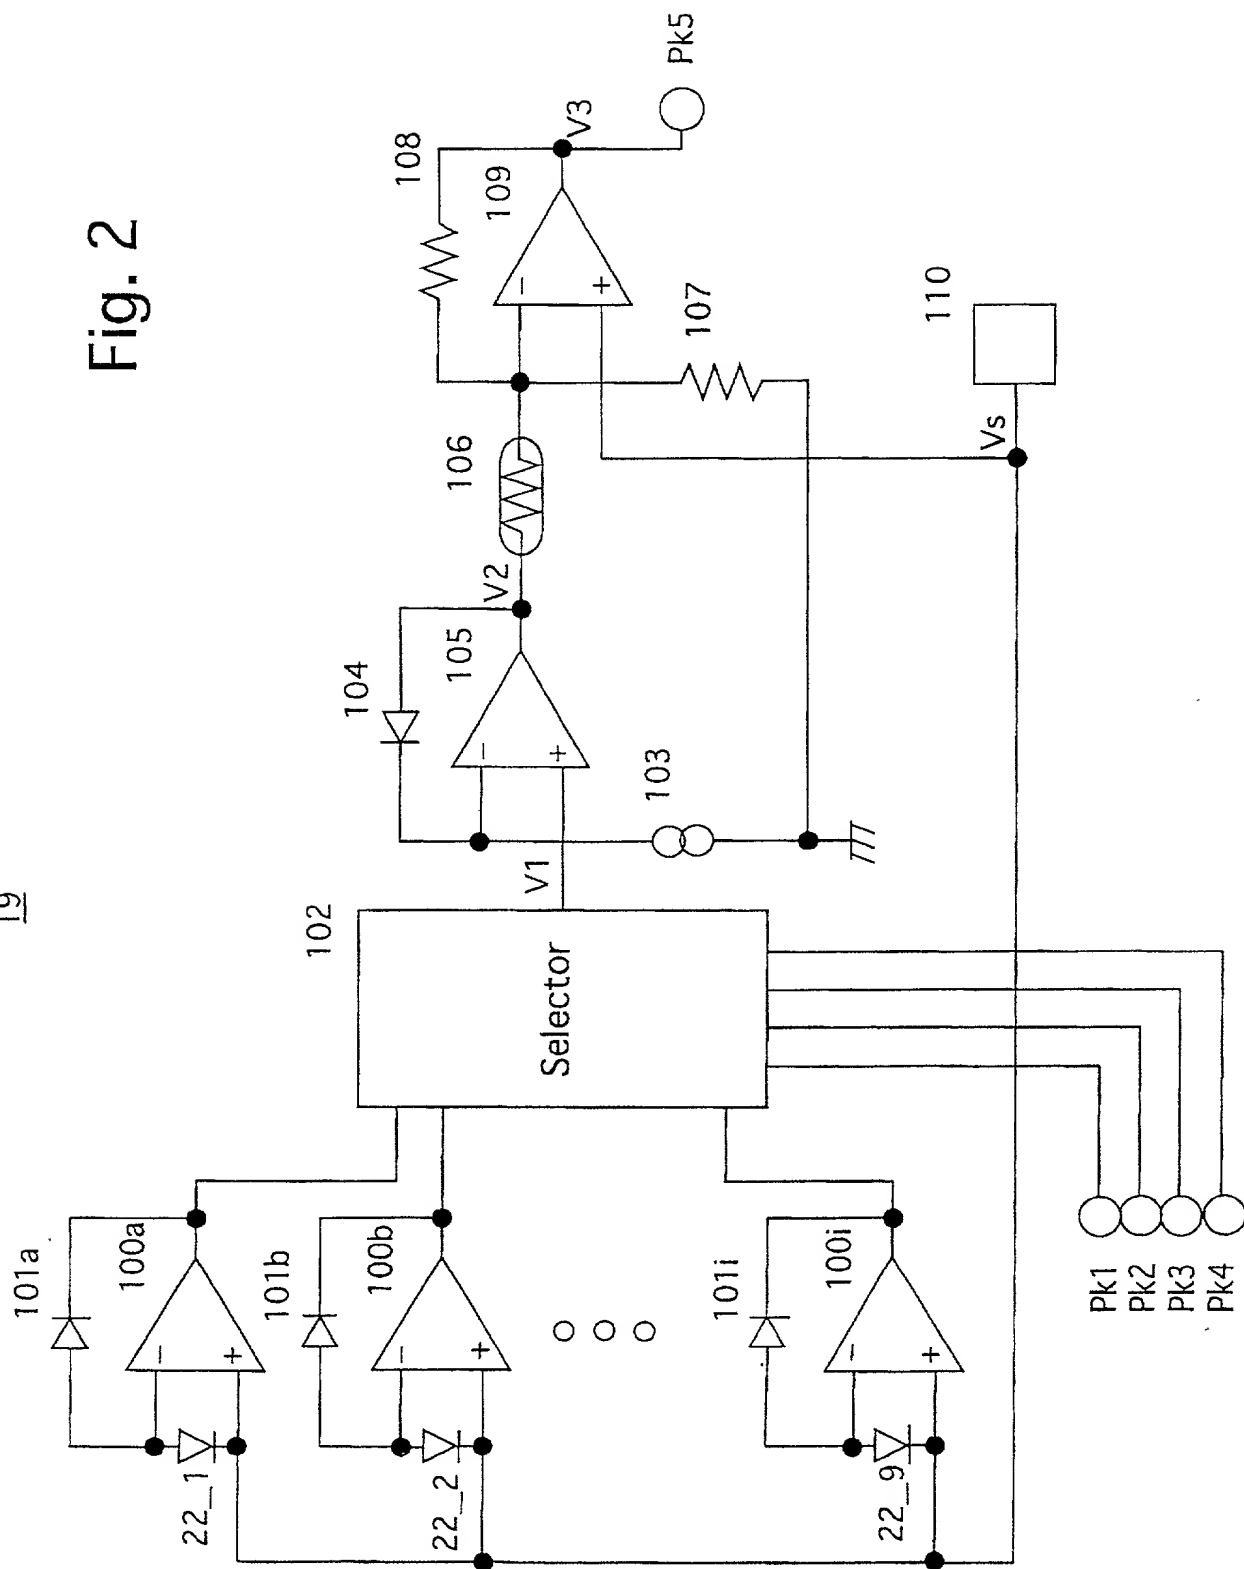 Fig. 2
19
101a
100a
22_1
101b
100b
22_2
101i
100i
22_9
102
Selector
Pk1
Pk2
Pk3
Pk4
V1
103
104
105
V2
106
107
108
109
V3
Pk5
Vs
110
-
+
-
+
-
+
-
+
-
+